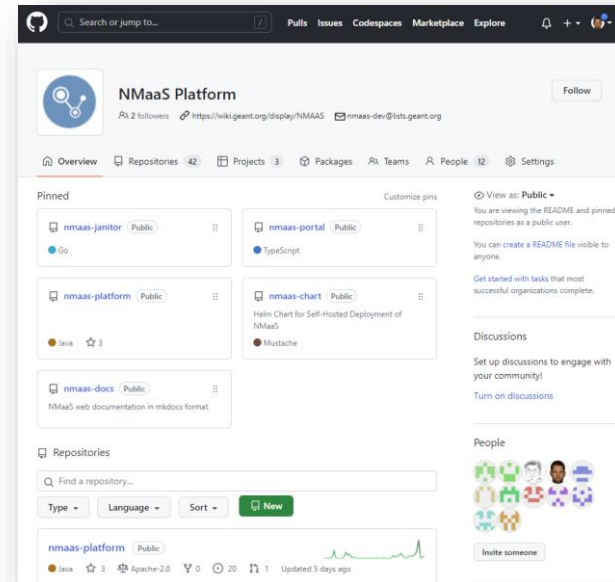 Search or jump to...
/
Pulls Issues Codespaces Marketplace Explore
NMaaS Platform
Follow
2 followers https://wiki.geant.org/display/NMAAS nmaas-dev@lists.geant.org
Overview Repositories 42 Projects 3 Packages Teams People 12 Settings
Pinned
Customize pins
nmaas-janitor Public
Go
nmaas-portal Public
TypeScript
nmaas-platform Public
Java 3
nmaas-chart Public
Helm Chart for Self-Hosted Deployment of
NMaaS
Mustache
nmaas-docs Public
NMaaS web documentation in mkdocs format
Repositories
Find a repository...
Type Language Sort New
nmaas-platform Public
Java 3 Apache-2.0 0 20 1 Updated 5 days ago
View as: Public
You are viewing the README and pinned
repositories as a public user.
You can create a README file visible to
anyone.
Get started with tasks that most
successful organizations complete.
Discussions
Set up discussions to engage with
your community!
Turn on discussions
People
Invite someone